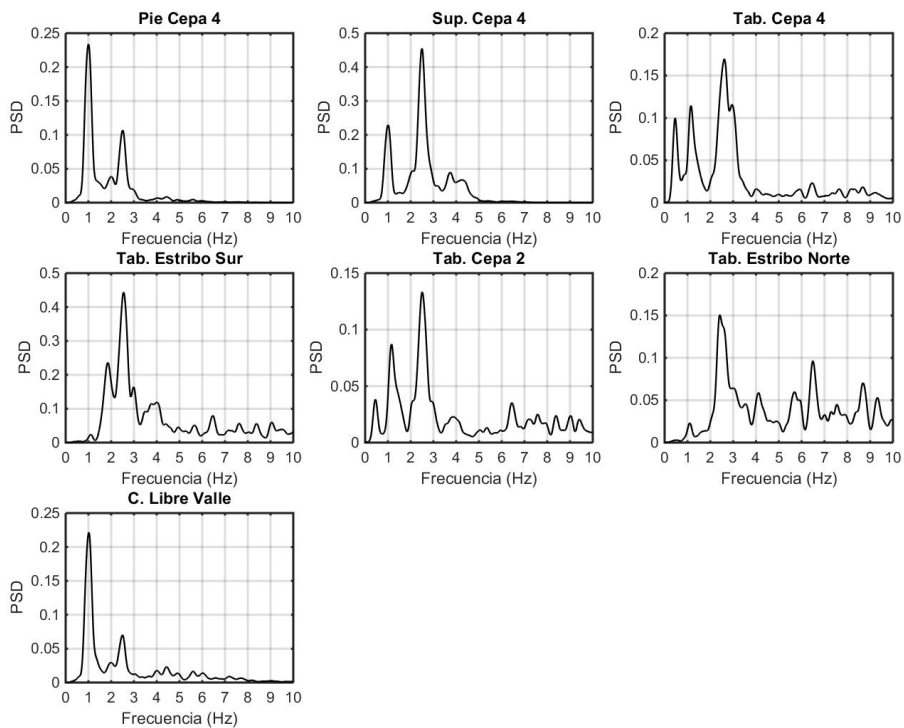 Pie Cepa 4
0.25
0.2
0.15
0.1
0.05
0
PSD
0 1 2 3 4 5 6 7 8 9 10
Frecuencia (Hz)
Sup. Cepa 4
0.5
0.4
0.3
0.2
0.1
0
PSD
0 1 2 3 4 5 6 7 8 9 10
Frecuencia (Hz)
Tab. Cepa 4
0.2
0.15
0.1
0.05
0
PSD
0 1 2 3 4 5 6 7 8 9 10
Frecuencia (Hz)
Tab. Estribo Sur
0.5
0.4
0.3
0.2
0.1
0
PSD
0 1 2 3 4 5 6 7 8 9 10
Frecuencia (Hz)
Tab. Cepa 2
0.15
0.1
0.05
0
PSD
0 1 2 3 4 5 6 7 8 9 10
Frecuencia (Hz)
Tab. Estribo Norte
0.2
0.15
0.1
0.05
0
PSD
0 1 2 3 4 5 6 7 8 9 10
Frecuencia (Hz)
C. Libre Valle
0.25
0.2
0.15
0.1
0.05
0
PSD
0 1 2 3 4 5 6 7 8 9 10
Frecuencia (Hz)